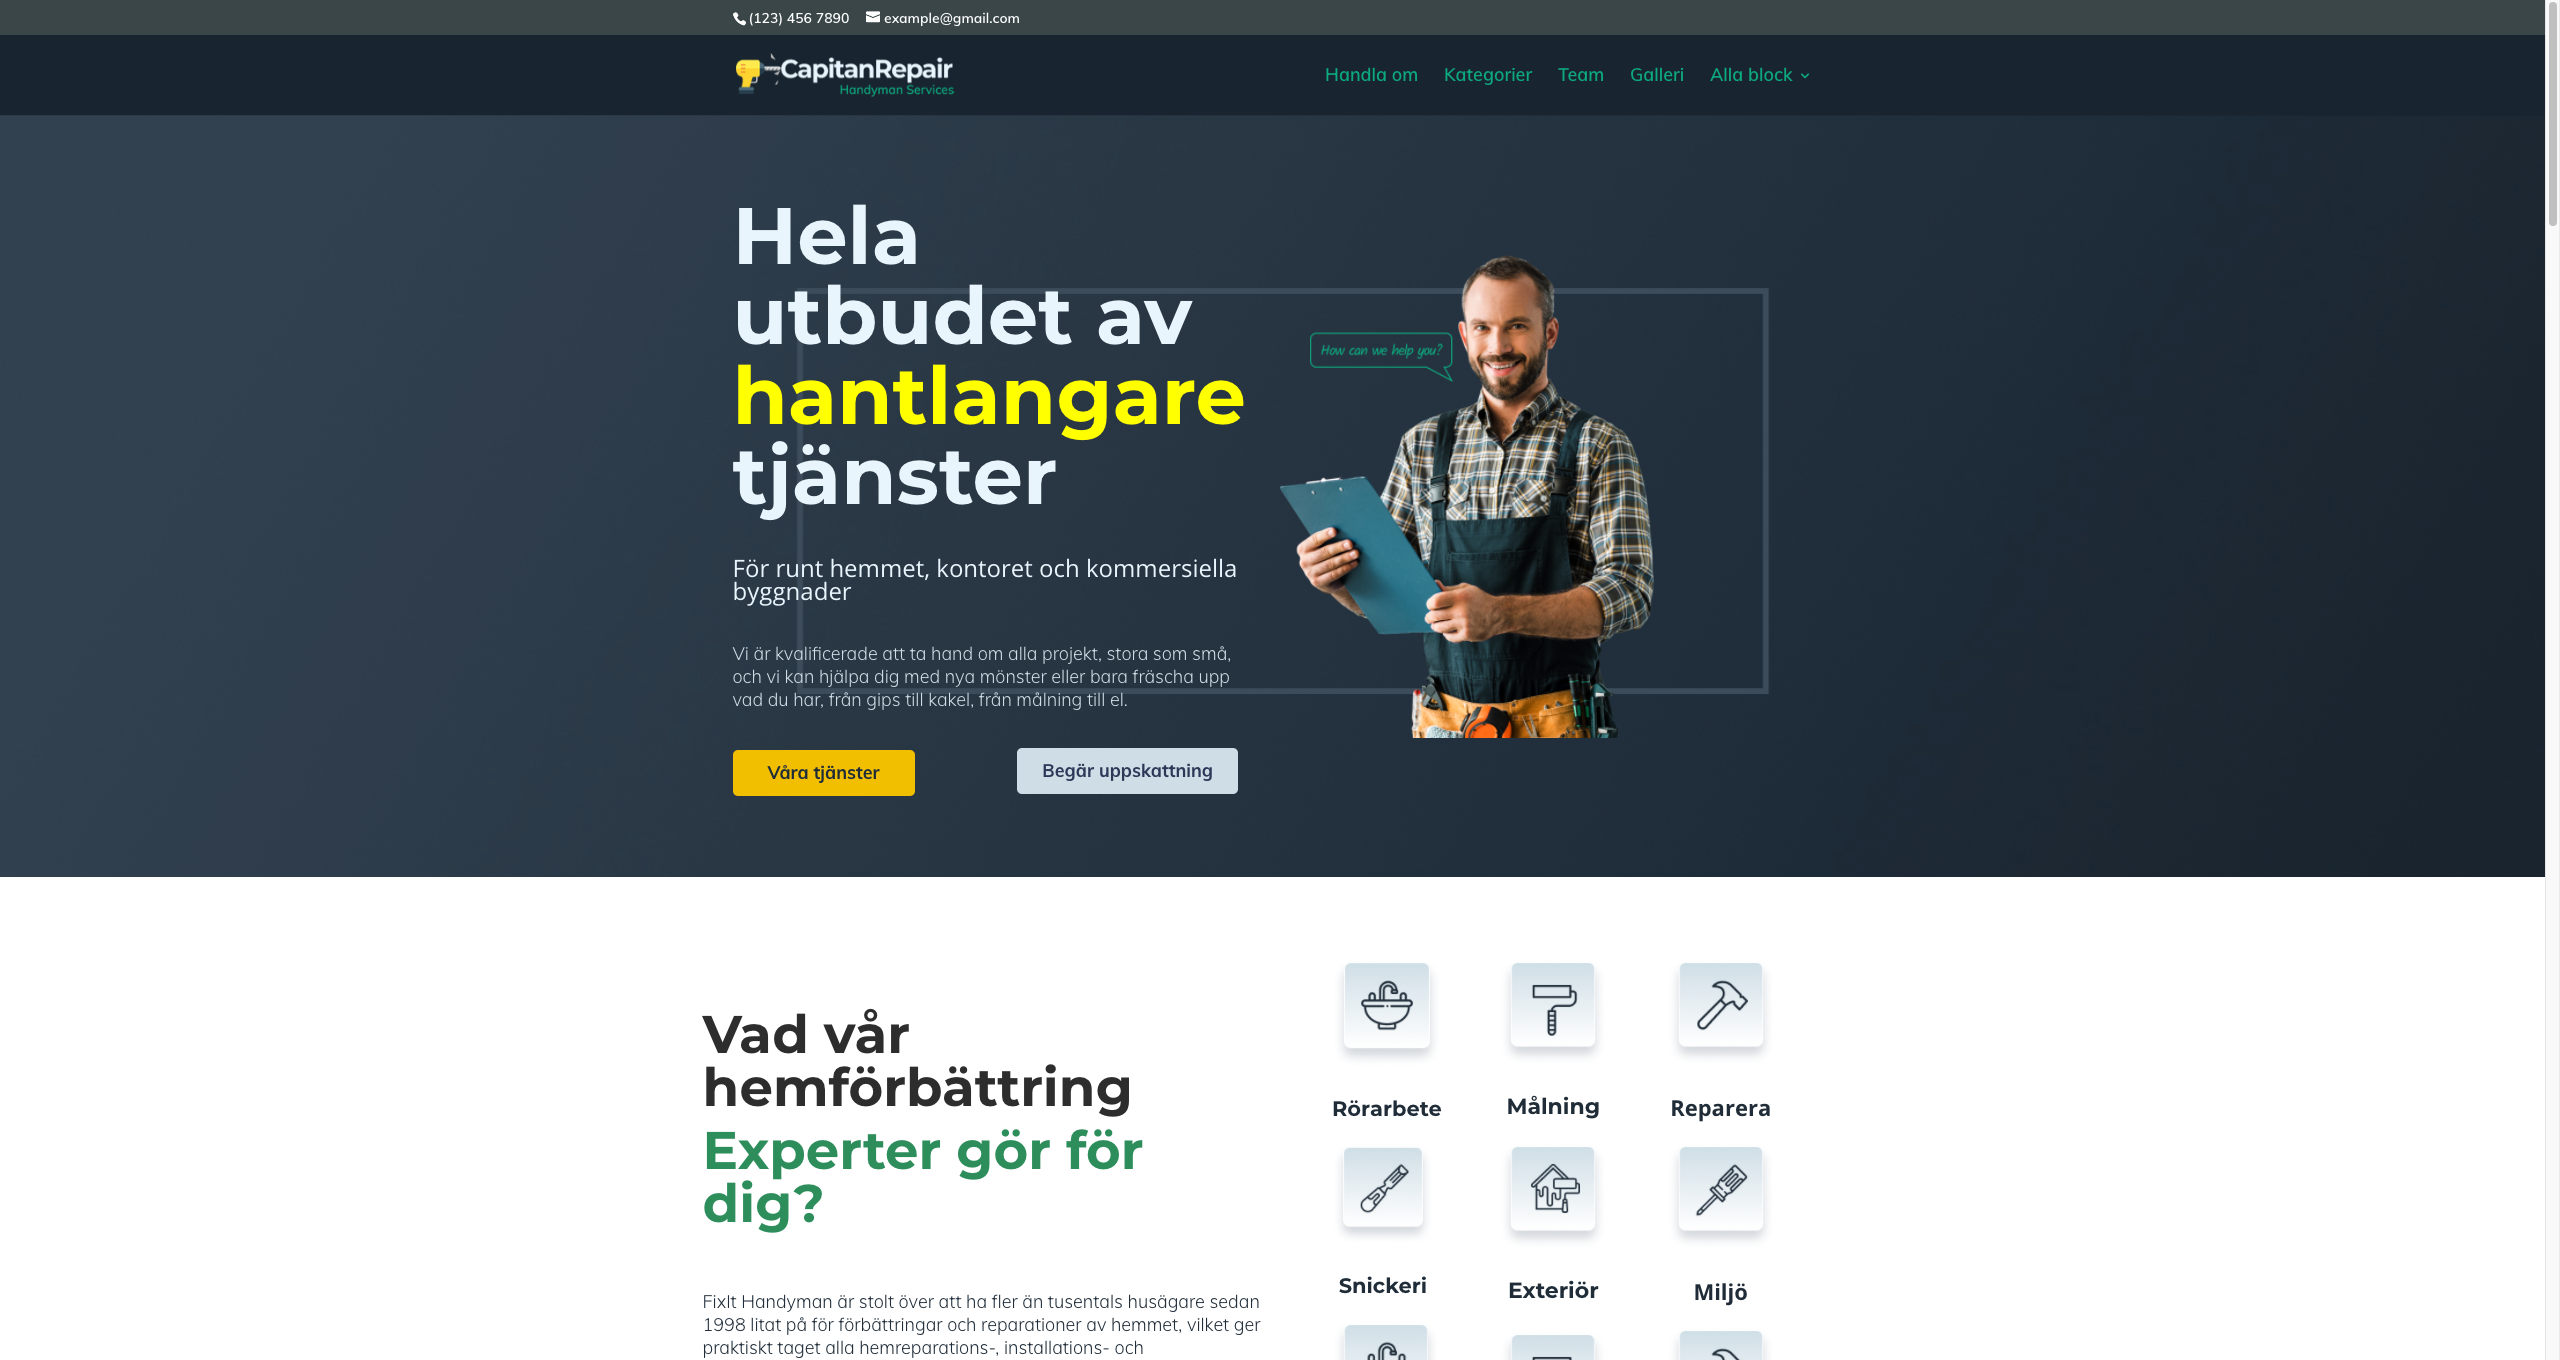 (123) 456 7890 example@gmail.com
CapitanRepair
Handyman Services
Handla om Kategorier Team Galleri Alla block
Hela
utbudet av
hantlangare
tjänster
How can we help you?
För runt hemmet, kontoret och kommersiella
byggnader
Vi är kvalificerade att ta hand om alla projekt, stora som små,
och vi kan hjälpa dig med nya mönster eller bara fräscha upp
vad du har, från gips till kakel, från målning till el.
Våra tjänster
Begär uppskattning
Vad vår
hemförbättring
Experter gör för
dig?
FixIt Handyman är stolt över att ha fler än tusentals husägare sedan
1998 litat på för förbättringar och reparationer av hemmet, vilket ger
praktiskt taget alla hemreparations-, installations- och
Rörarbete Målning Reparera
Snickeri Exteriör Miljö